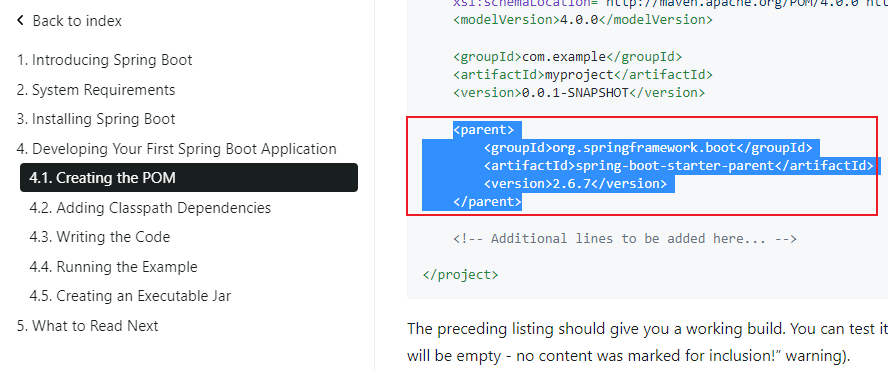 Back to index
1. Introducing Spring Boot
2. System Requirements
3. Installing Spring Boot
4. Developing Your First Spring Boot Application
4.1. Creating the POM
4.2. Adding Classpath Dependencies
4.3. Writing the Code
4.4. Running the Example
4.5. Creating an Executable Jar
5. What to Read Next
xsi:schemaLocation="http://maven.apache.org/POM/4.0.0
<modelVersion>4.0.0</modelVersion>
<groupId>com.example</groupId>
<artifactId>myproject</artifactId>
<version>0.0.1-SNAPSHOT</version>
<parent>
<groupId>org.springframework.boot</groupId>
<artifactId>spring-boot-starter-parent</artifactId>
<version>2.6.7</version>
</parent>
<!-- Additional lines to be added here... -->
</project>
The preceding listing should give you a working build. You can test it
will be empty - no content was marked for inclusion!” warning).